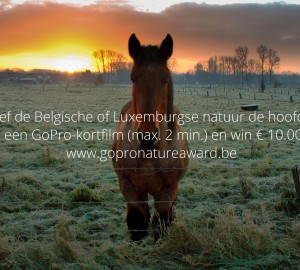 ef de Belgische of Luxemburgse natuur de hoofd
een GoPro-kortfilm (max. 2 min.) en win € 10.00
www.gopronatureaward.be